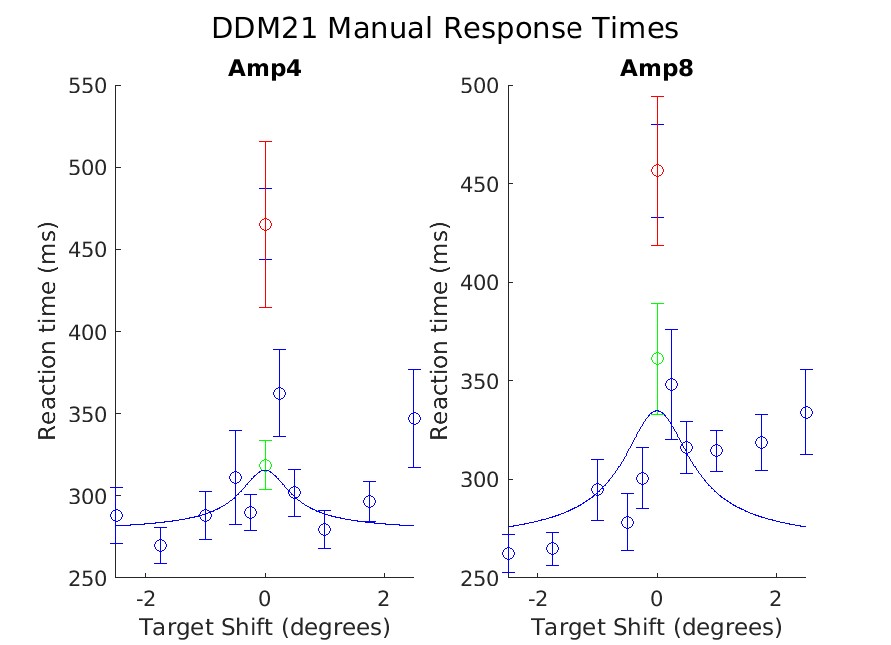 DDM21 Manual Response Times
Amp4
550
500
450
400
350
300
250
-2
0
2
Reaction time (ms)
Target Shift (degrees)
Amp8
500
450
400
350
300
250
-2
0
2
Reaction time (ms)
Target Shift (degrees)